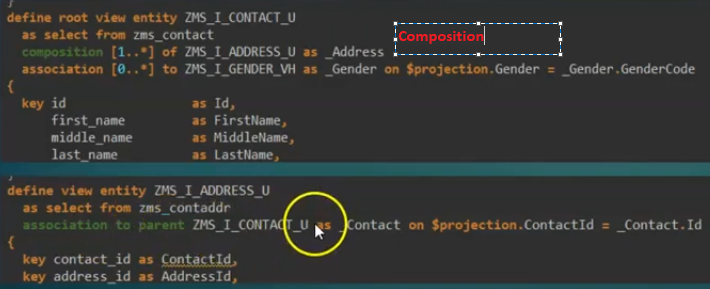 }
define root view entity ZMS_I_CONTACT_U
as select from zms_contact
composition [1..*] of ZMS_I_ADDRESS_U as _Address
Composition
association [0..*] to ZMS_I_GENDER_VH as _Gender on $projection.Gender = _Gender.GenderCode
{
key id as Id,
first_name as FirstName,
middle_name as MiddleName,
last_name as LastName,
}
define view entity ZMS_I_ADDRESS_U
as select from zms_contaddr
association to parent ZMS_I_CONTACT_U as _Contact on $projection.ContactId = _Contact.Id
{
key contact_id as ContactId,
key address_id as AddressId,